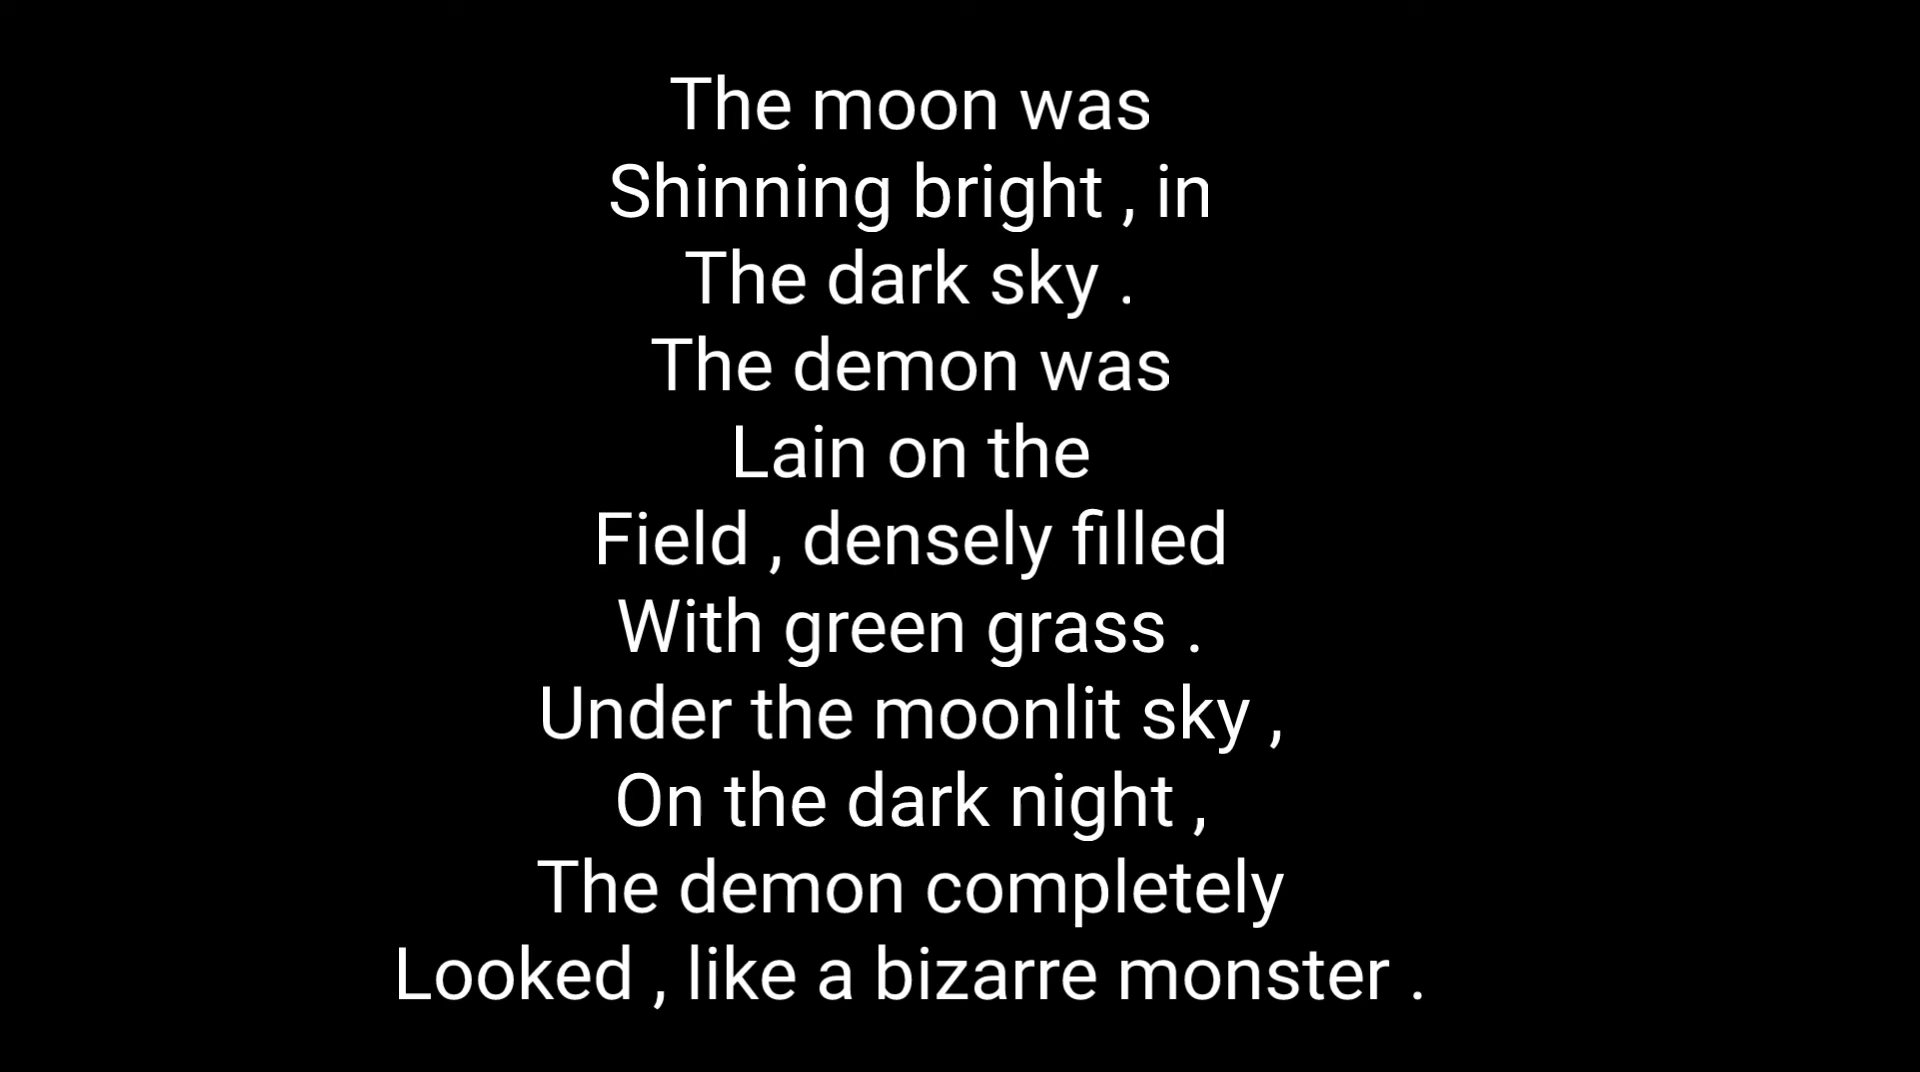 The moon was
Shinning bright , in
The dark sky .
The demon was
Lain on the
Field , densely filled
With green grass .
Under the moonlit sky ,
On the dark night ,
The demon completely
Looked , like a bizarre monster .